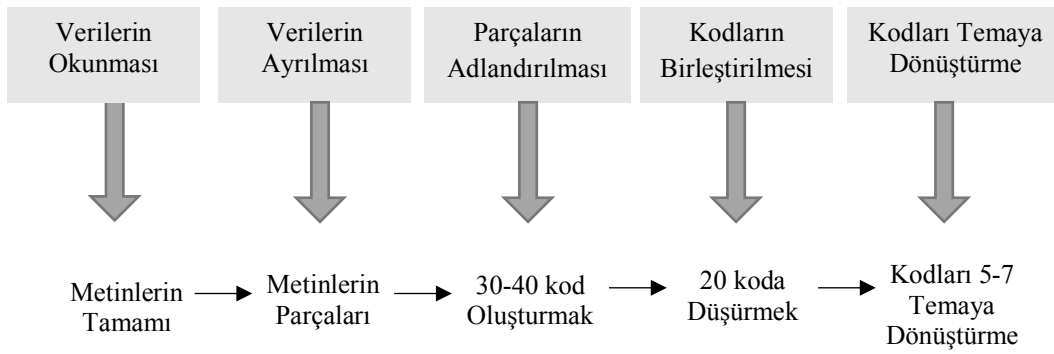 Verilerin
Okunması
Verilerin
Ayrılması
Parçaların
Adlandırılması
Kodların
Birleştirilmesi
Kodları Temaya
Dönüştürme
Metinlerin
Tamamı
Metinlerin
Parçaları
30-40 kod
Oluşturmak
20 koda
Düşürmek
Kodları 5-7
Temaya
Dönüştürme